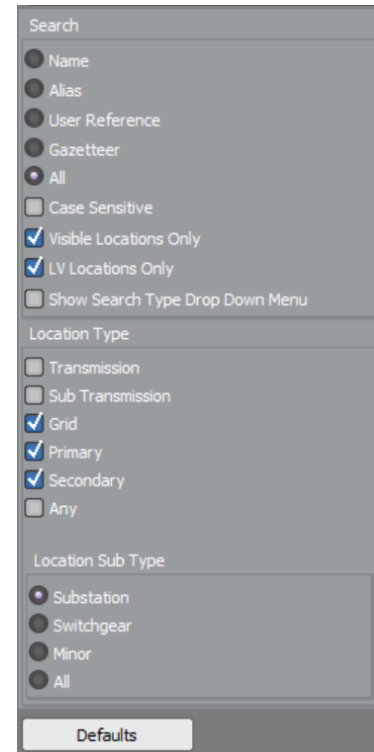 Search
Name
Alias
User Reference
Gazetteer
All
Case Sensitive
Visible Locations Only
LV Locations Only
Show Search Type Drop Down Menu
Location Type
Transmission
Sub Transmission
Grid
Primary
Secondary
Any
Location Sub Type
Substation
Switchgear
Minor
All
Defaults